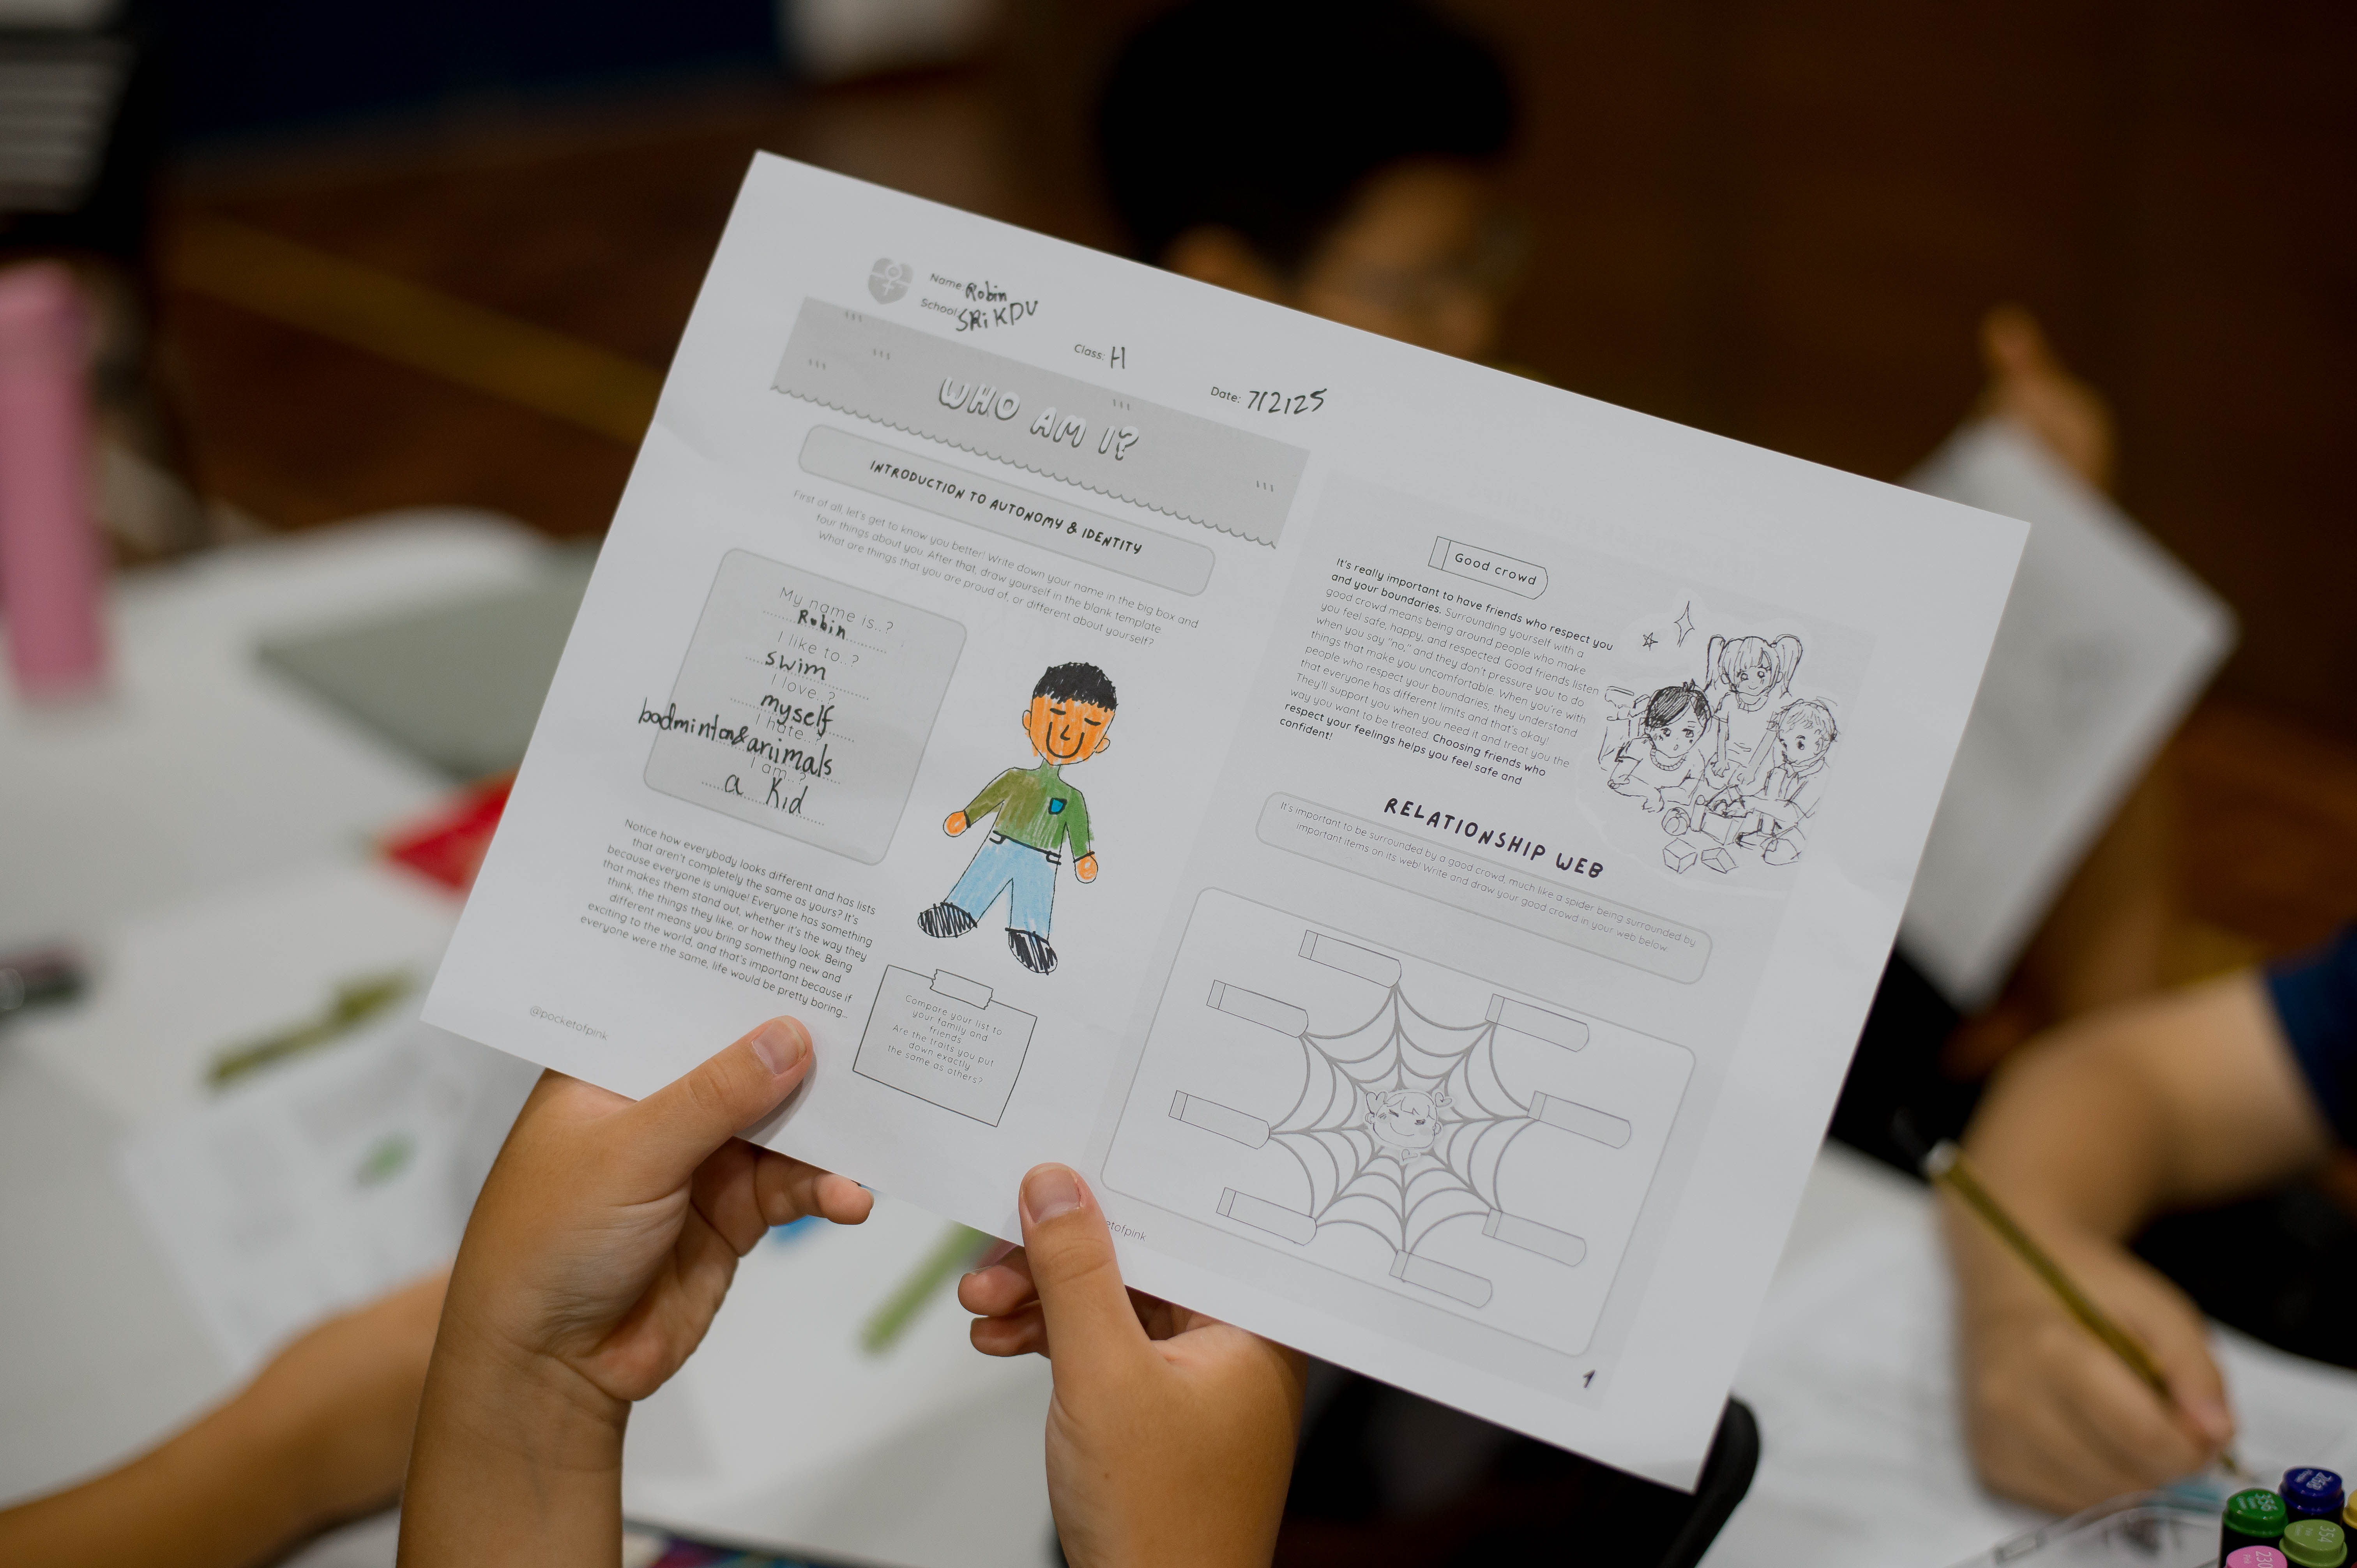 Name: Robin
School: SRiKDU
Class: H
Date: 7/2/25
WHO AM I?
INTRODUCTION TO AUTONOMY & IDENTITY
First of all, let's get to know you better! Write down your name in the big box and
four things about you. After that, draw yourself in the blank template
What are things that you are proud of, or different about yourself?
My name is..?
Robin
I like to..?
swim
I love..?
myself
I hate..?
badminton&animals
I am..?
a Kid
Notice how everybody looks different and has lists
that aren't completely the same as yours? It's
because everyone is unique! Everyone has something
that makes them stand out, whether it's the way they
think, the things they like, or how they look. Being
different means you bring something new and
exciting to the world, and that's important because if
everyone were the same, life would be pretty boring...
Compare your list to
your family and
friends.
Are the traits you put
down exactly
the same as others?
@pocketofpink
Good crowd
It's really important to have friends who respect you
and your boundaries. Surrounding yourself with a
good crowd means being around people who make
you feel safe, happy, and respected. Good friends listen
when you say "no," and they don't pressure you to do
things that make you uncomfortable. When you're with
people who respect your boundaries, they understand
that everyone has different limits and that's okay!
They'll support you when you need it and treat you the
way you want to be treated. Choosing friends who
respect your feelings helps you feel safe and
confident!
RELATIONSHIP WEB
It's important to be surrounded by a good crowd, much like a spider being surrounded by
important items on its web! Write and draw your good crowd in your web below.
etofpink
1
356
354
230